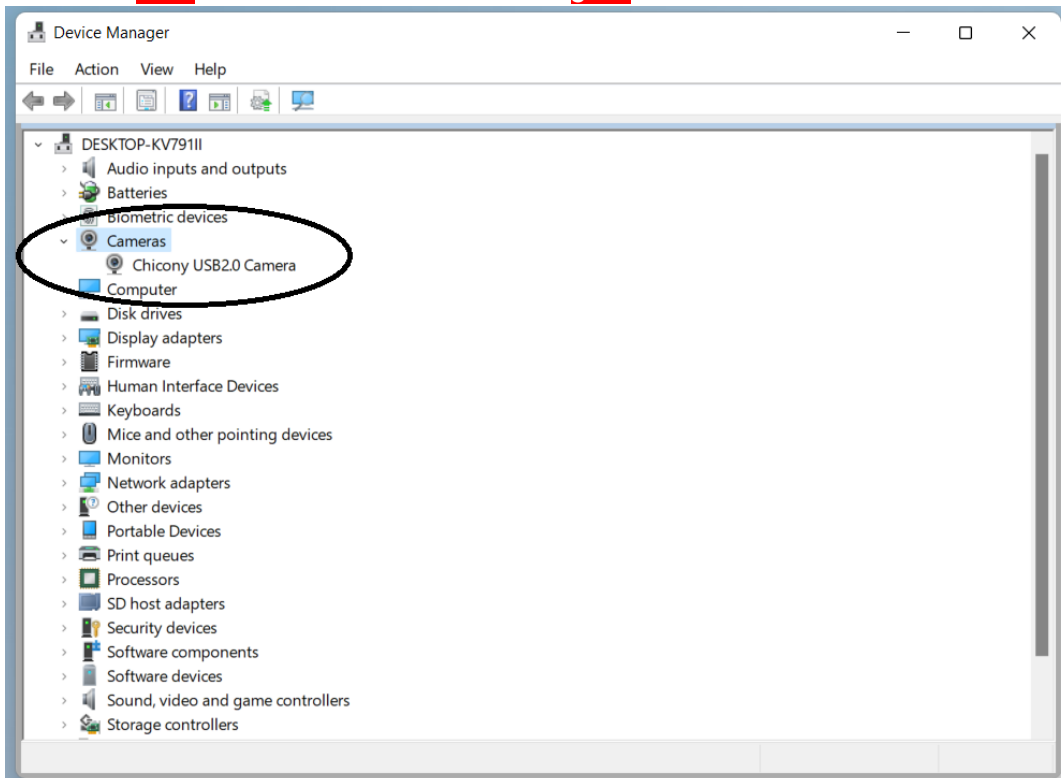 Device Manager
File Action View Help
DESKTOP-KV791II
Audio inputs and outputs
Batteries
Biometric devices
Cameras
Chicony USB2.0 Camera
Computer
Disk drives
Display adapters
Firmware
Human Interface Devices
Keyboards
Mice and other pointing devices
Monitors
Network adapters
Other devices
Portable Devices
Print queues
Processors
SD host adapters
Security devices
Software components
Software devices
Sound, video and game controllers
Storage controllers